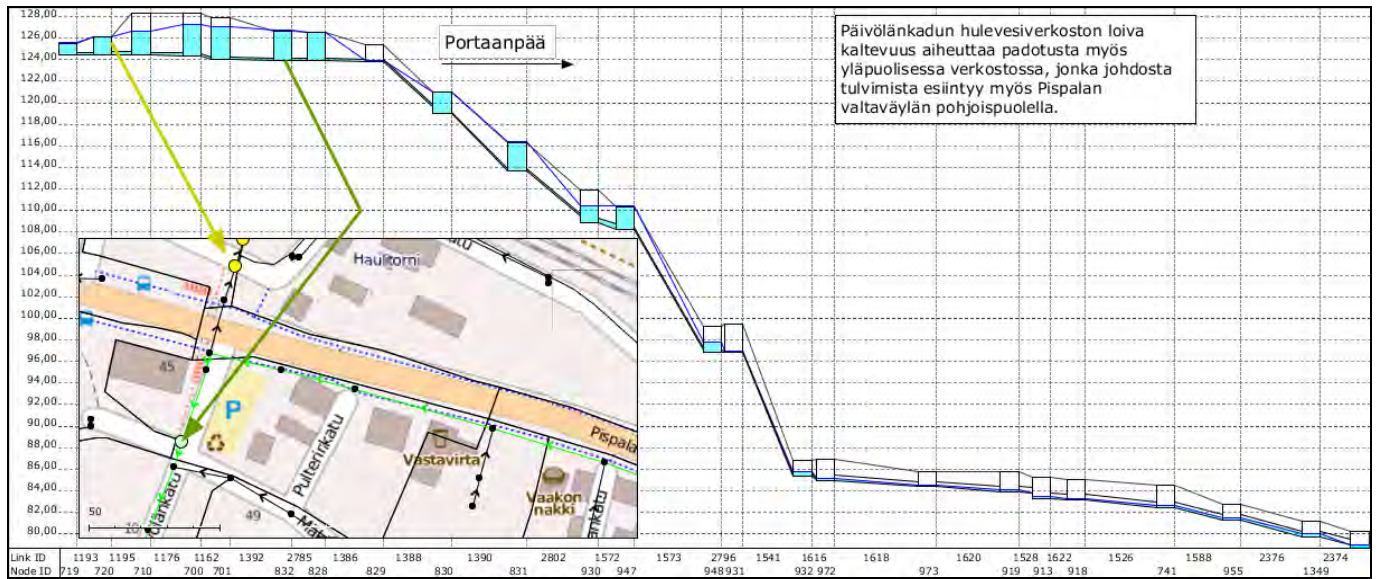 128,00
126,00
124,00
122,00
120,00
118,00
116,00
114,00
112,00
110,00
108,00
106,00
104,00
102,00
100,00
98,00
96,00
94,00
92,00
90,00
88,00
86,00
84,00
82,00
80,00
Portaanpää
Päivölänkadun hulevesiverkoston loiva
kaltevuus aiheuttaa padotusta myös
yläpuolisessa verkostossa, jonka johdosta
tulvimista esiintyy myös Pispalan
valtaväylän pohjoispuolella.
Haulitorni
45
P
Pulterinkatu
Vastavirta
Pispala
Vaakon
nakki
ankatu
olänkatu
49
50
Link ID 1193 1195 1176 1162 1392 2785 1386 1388 1390 2802 1572 1573 2796 1541 1616 1618 1620 1528 1622 1526 1588 2376 2374
Node ID 719 720 710 700 701 832 828 829 830 831 930 947 948 931 932 972 973 919 913 918 741 955 1349